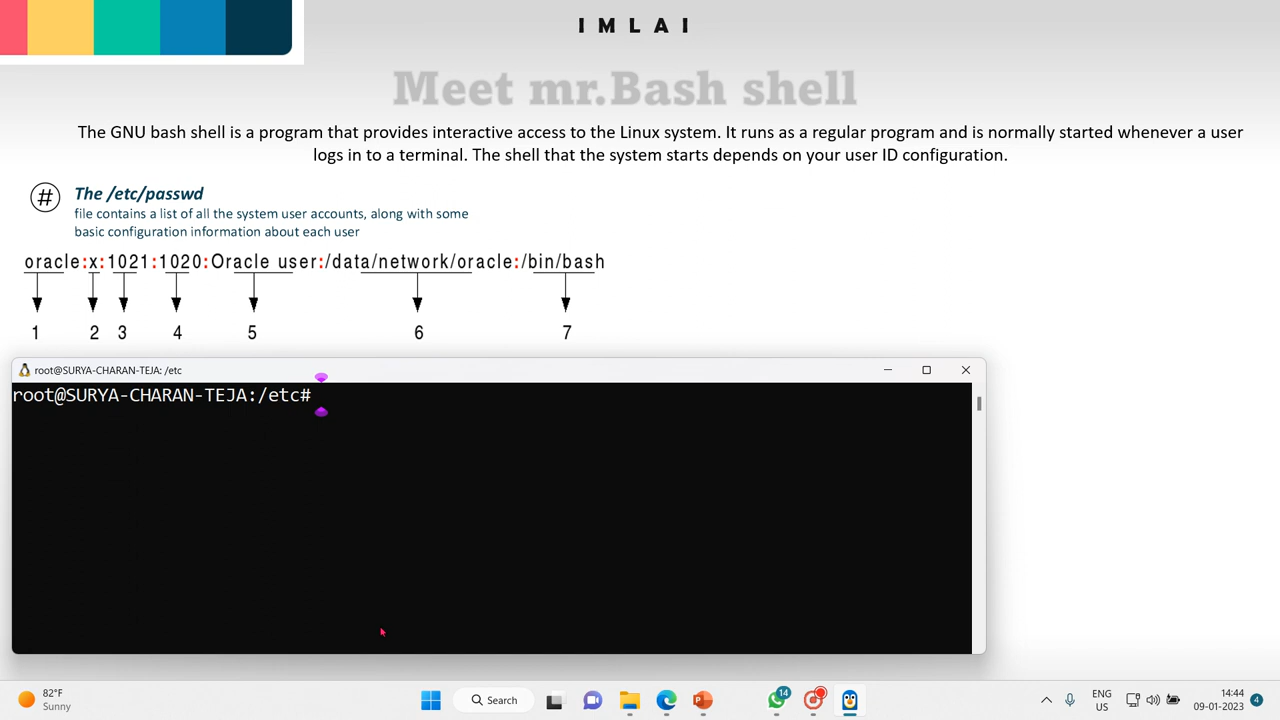 I M L A I
Meet mr.Bash shell
The GNU bash shell is a program that provides interactive access to the Linux system. It runs as a regular program and is normally started whenever a user
logs in to a terminal. The shell that the system starts depends on your user ID configuration.
#
The /etc/passwd
file contains a list of all the system user accounts, along with some
basic configuration information about each user
oracle:x:1021:1020:Oracle user:/data/network/oracle:/bin/bash
1 2 3 4 5 6 7
root@SURYA-CHARAN-TEJA: /etc
root@SURYA-CHARAN-TEJA:/etc#
82°F
Sunny
Search
14
ENG
US
14:44
09-01-2023
4